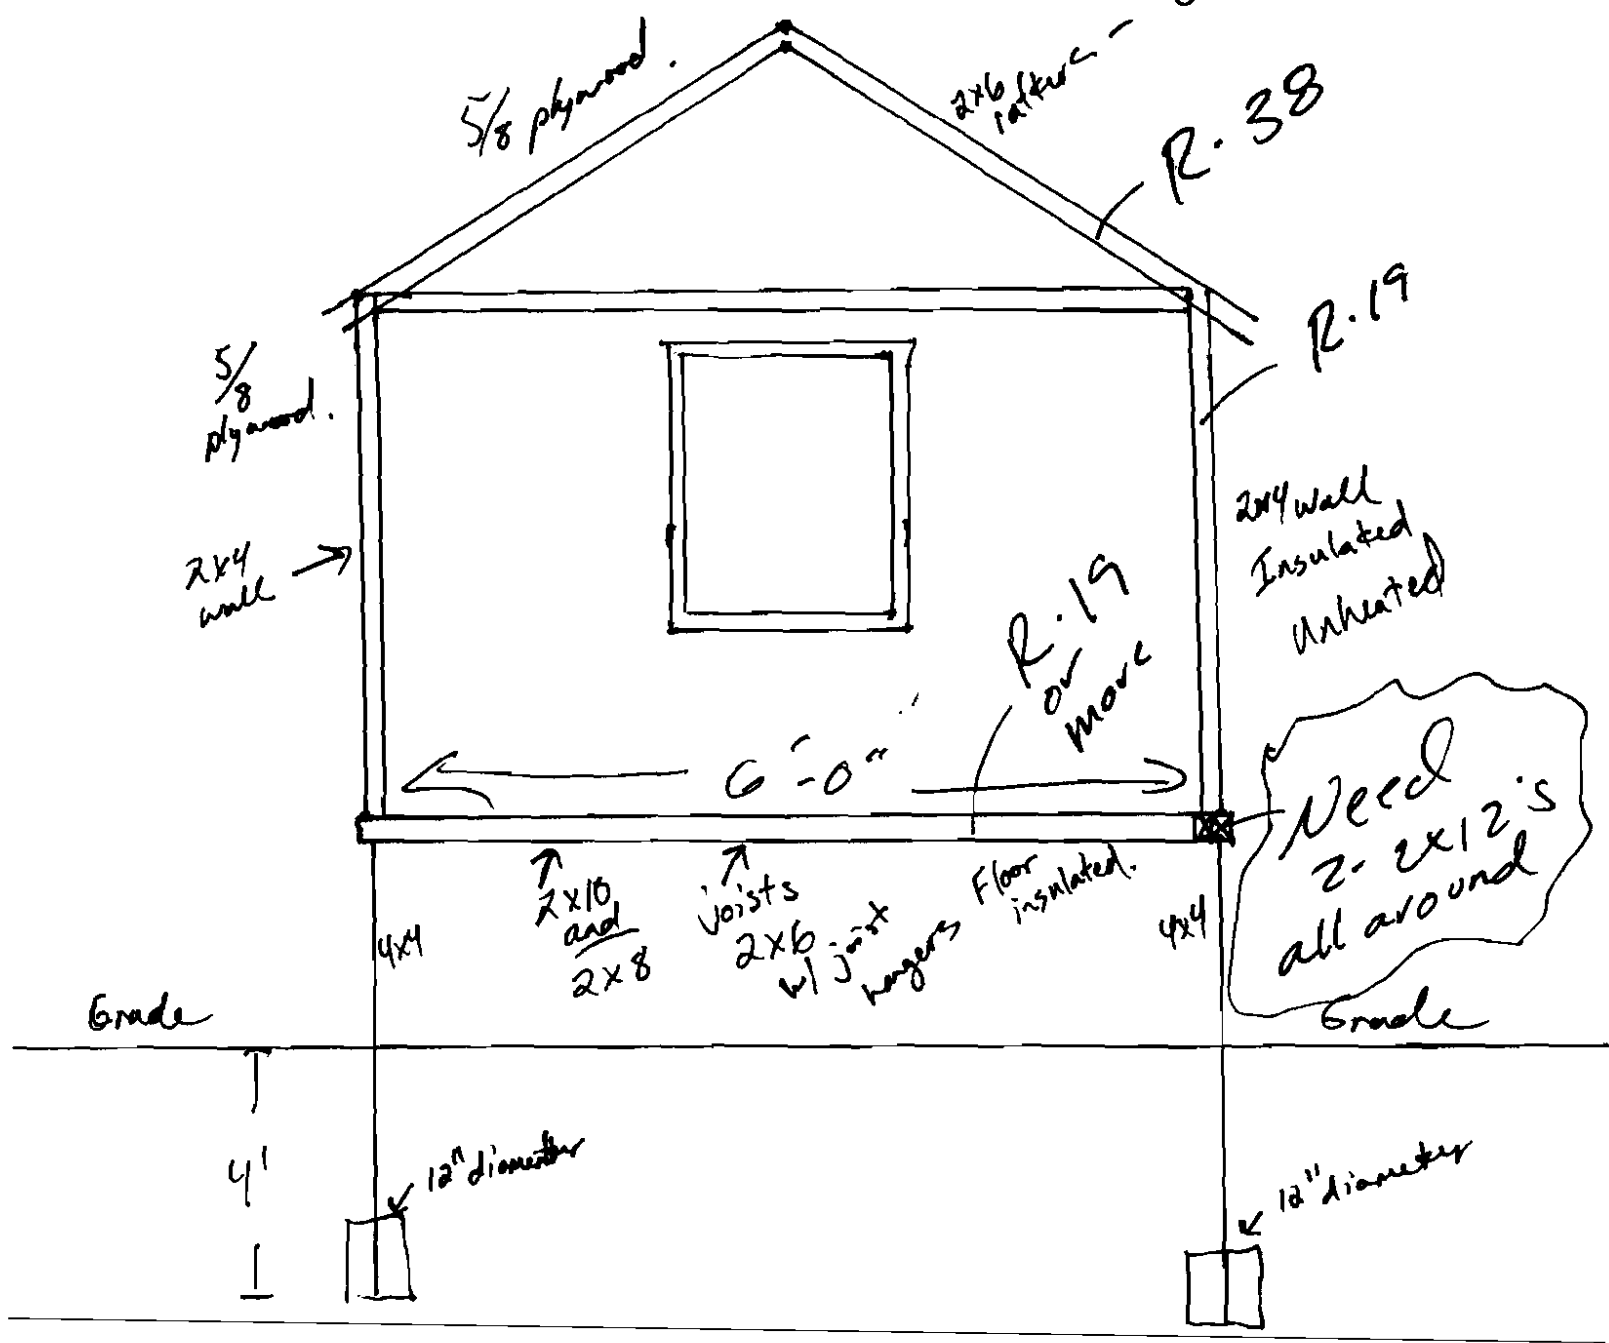 5/8 plywood.
2x6
rafters
R-38
R-19
5/8
plywood.
2x4
wall
2x4 wall
Insulated
Unheated
R-19
or
more
6'-0"
Need
2-2x12's
all around
2x10
and
2x8
joists
2x6
w/ joist
hangers
Floor
insulated.
4x4
4x4
Grade
Grade
4'
12" diameter
12" diameter